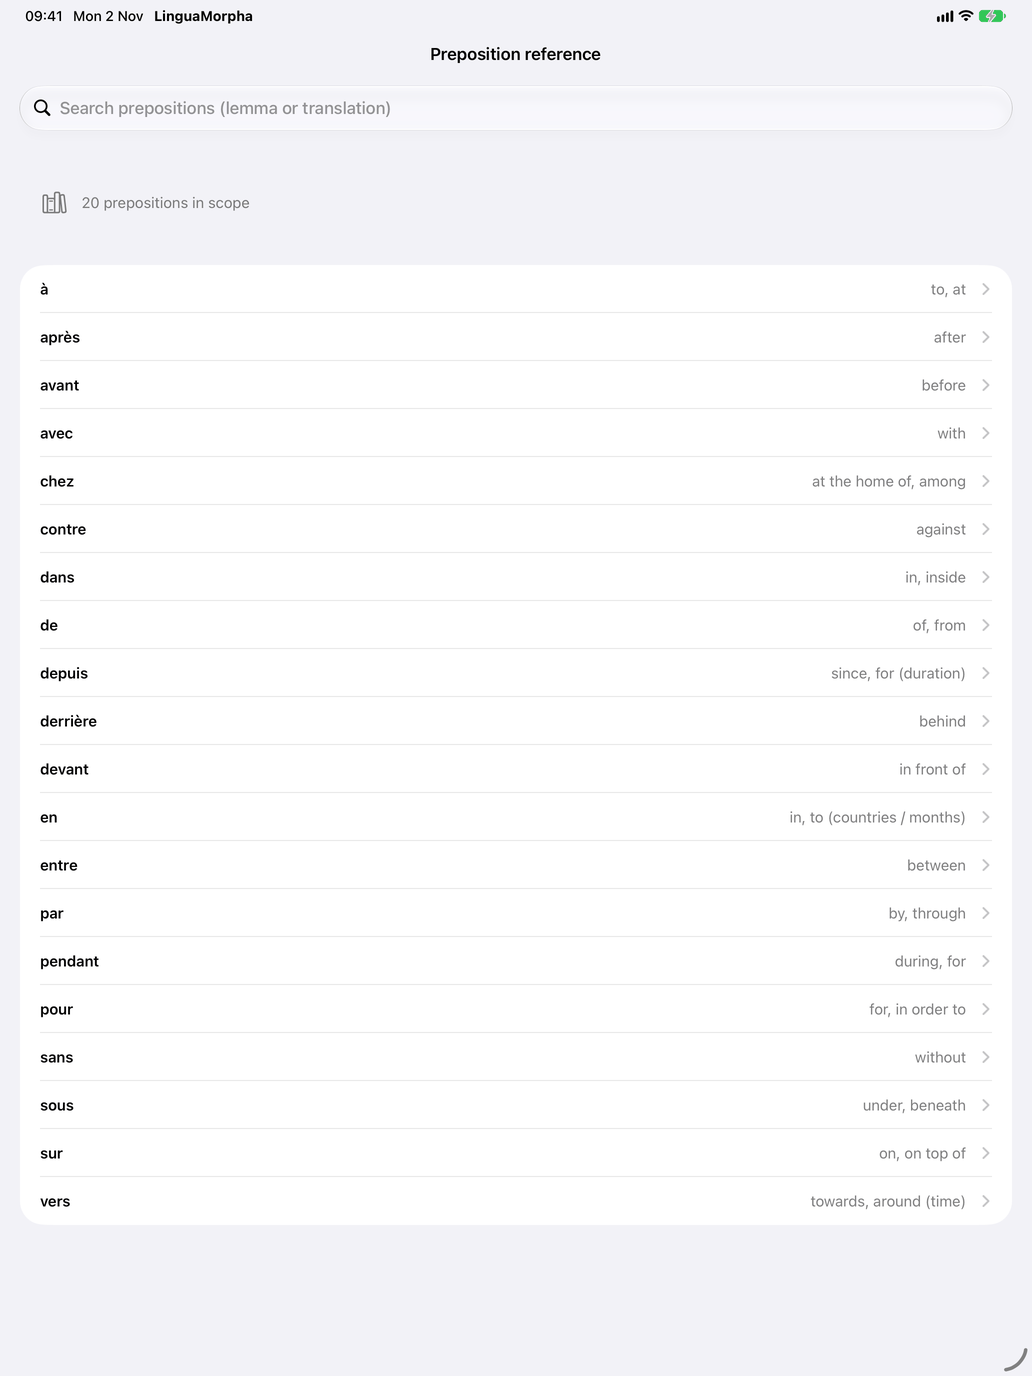 09:41 Mon 2 Nov LinguaMorpha
Preposition reference
Search prepositions (lemma or translation)
20 prepositions in scope
à to, at
après after
avant before
avec with
chez at the home of, among
contre against
dans in, inside
de of, from
depuis since, for (duration)
derrière behind
devant in front of
en in, to (countries / months)
entre between
par by, through
pendant during, for
pour for, in order to
sans without
sous under, beneath
sur on, on top of
vers towards, around (time)